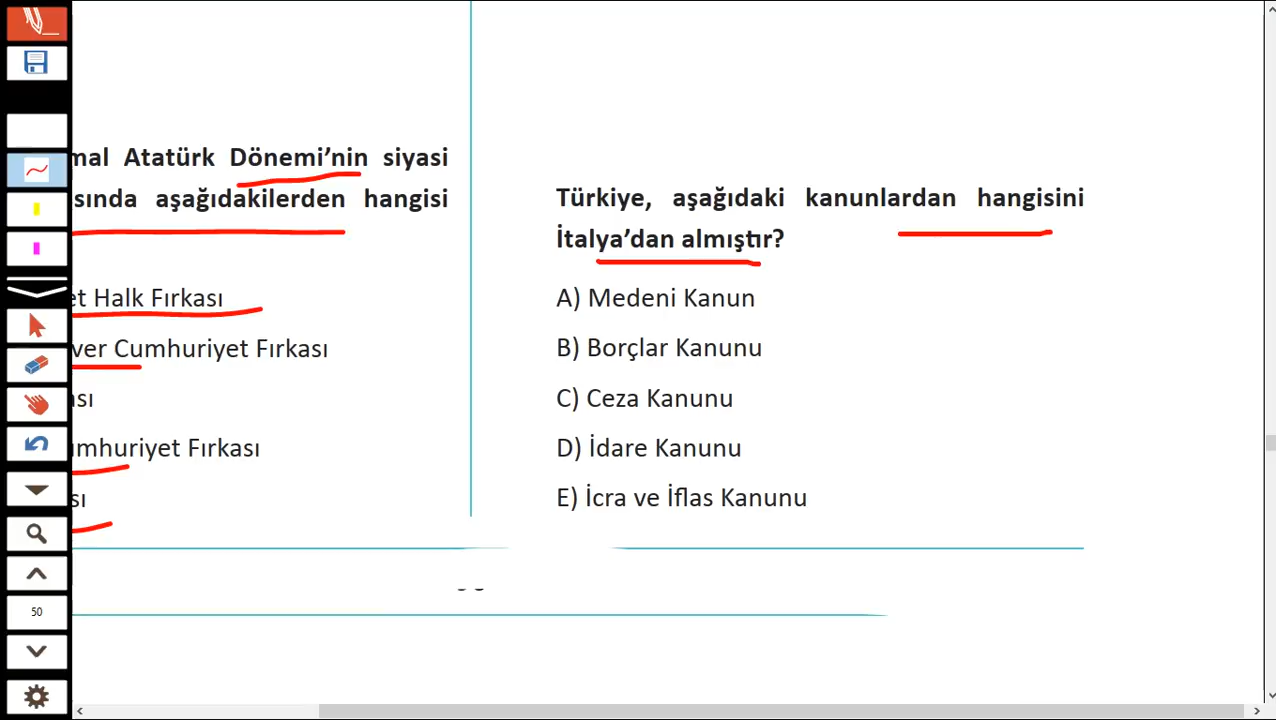 mal Atatürk Dönemi’nin siyasi
sında aşağıdakilerden hangisi
et Halk Fırkası
ver Cumhuriyet Fırkası
ası
umhuriyet Fırkası
sı
Türkiye, aşağıdaki kanunlardan hangisini
İtalya’dan almıştır?
A) Medeni Kanun
B) Borçlar Kanunu
C) Ceza Kanunu
D) İdare Kanunu
E) İcra ve İflas Kanunu
50